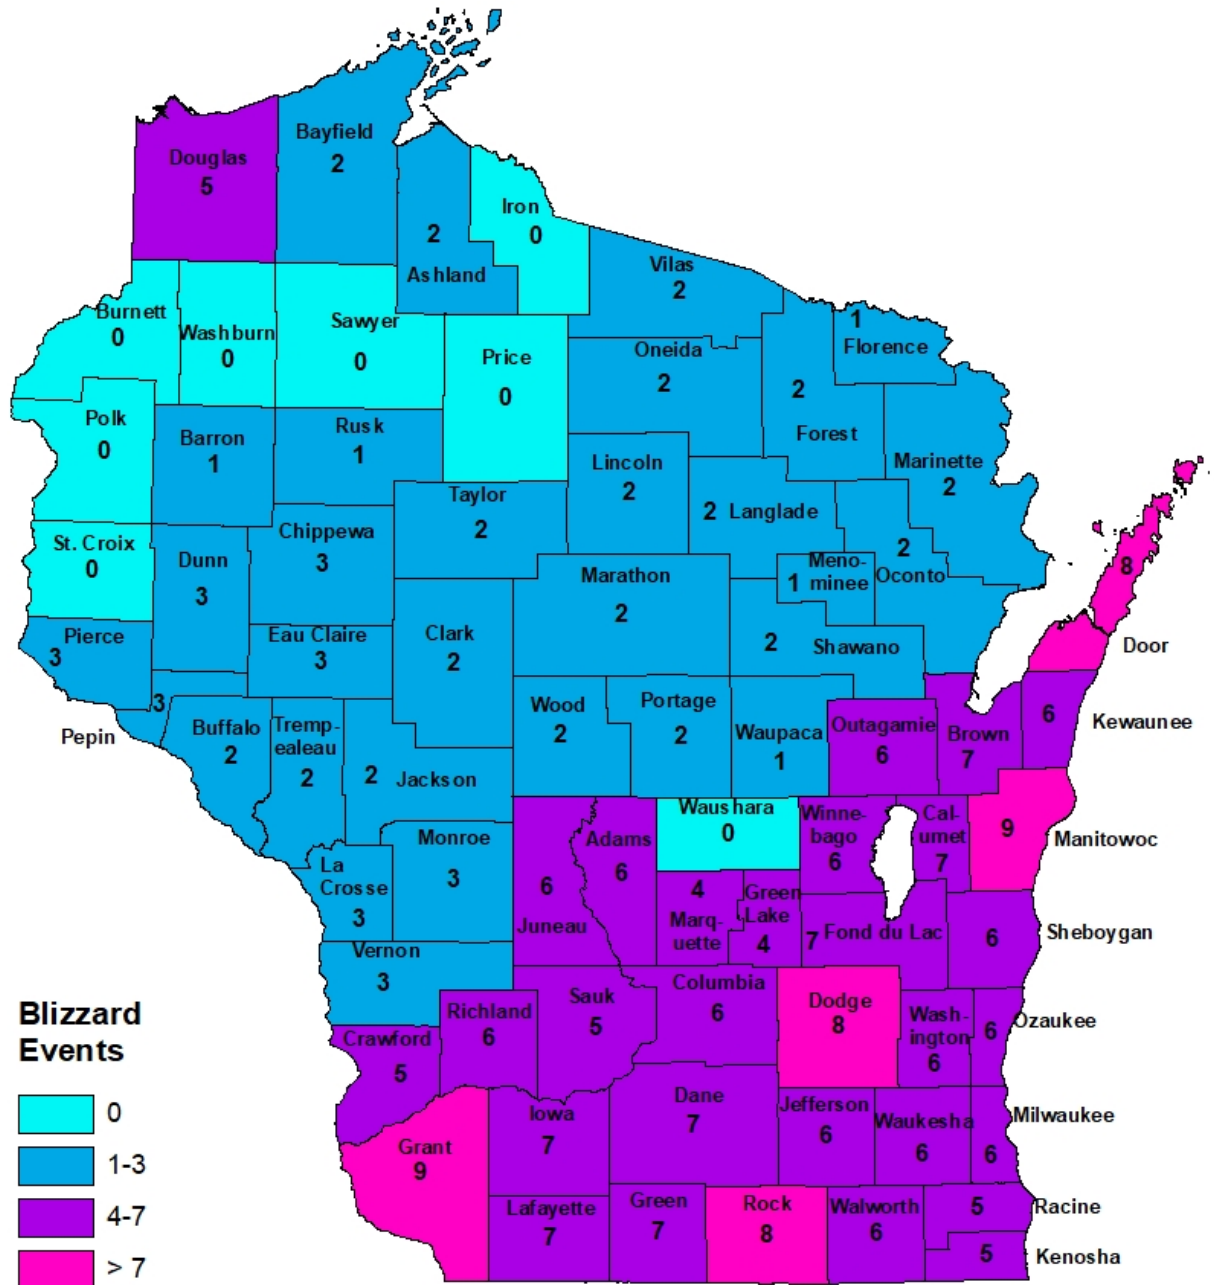 Bayfield
2
Douglas
5
Iron
0
2
Ashland
Vilas
2
Burnett
0
Washburn
0
Sawyer
0
Price
0
Oneida
2
1
Florence
2
Forest
Polk
0
Barron
1
Rusk
1
Lincoln
2
Marinette
2
Taylor
2
2 Langlade
St. Croix
0
Dunn
3
Chippewa
3
Marathon
2
Meno-
minee
1
2
Oconto
8
Door
Pierce
3
Eau Claire
3
Clark
2
2
Shawano
3
Pepin
Buffalo
2
Tremp-
ealeau
2
2
Jackson
Wood
2
Portage
2
Waupaca
1
Outagamie
6
Brown
7
6
Kewaunee
Waushara
0
Winne-
bago
6
Cal-
umet
7
9
Manitowoc
Monroe
3
La
Crosse
3
6
Juneau
Adams
6
4
Marq-
uette
Green
Lake
4
7 Fond du Lac
6
Sheboygan
Vernon
3
Richland
6
Sauk
5
Columbia
6
Dodge
8
Wash-
ington
6
6
Ozaukee
Crawford
5
Grant
9
Iowa
7
Dane
7
Jefferson
6
Waukesha
6
6
Milwaukee
Lafayette
7
Green
7
Rock
8
Walworth
6
5
Racine
5
Kenosha
Blizzard
Events
0
1-3
4-7
> 7